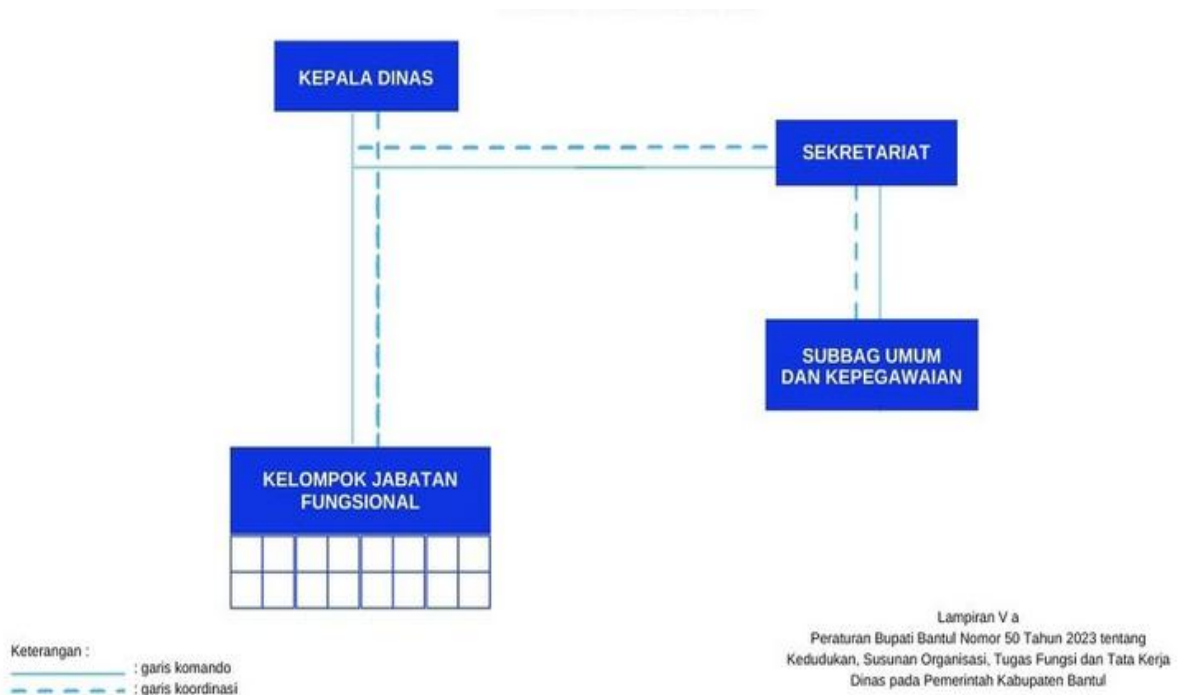 KEPALA DINAS
SEKRETARIAT
SUBBAG UMUM
DAN KEPEGAWAIAN
KELOMPOK JABATAN
FUNGSIONAL
Keterangan :
: garis komando
: garis koordinasi
Lampiran V a
Peraturan Bupati Bantul Nomor 50 Tahun 2023 tentang
Kedudukan, Susunan Organisasi, Tugas Fungsi dan Tata Kerja
Dinas pada Pemerintah Kabupaten Bantul